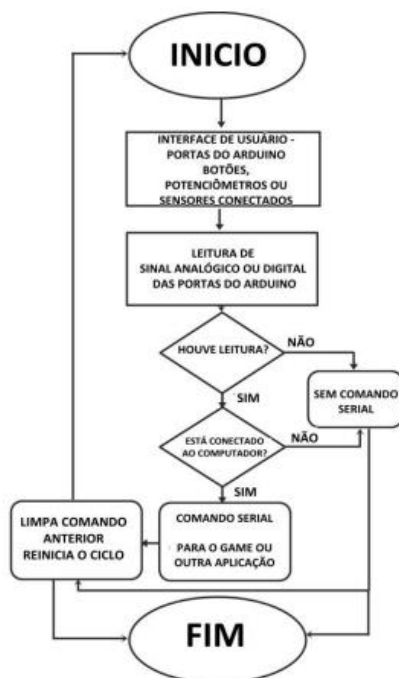 INICIO
INTERFACE DE USUÁRIO -
PORTAS DO ARDUINO
BOTÕES,
POTENCIÔMETROS OU
SENSORES CONECTADOS
LEITURA DE
SINAL ANALÓGICO OU DIGITAL
DAS PORTAS DO ARDUINO
HOUVE LEITURA?
NÃO
SIM
SEM COMANDO
SERIAL
ESTÁ CONECTADO
AO COMPUTADOR?
NÃO
SIM
COMANDO SERIAL
PARA O GAME OU
OUTRA APLICAÇÃO
LIMPA COMANDO
ANTERIOR
REINICIA O CICLO
FIM